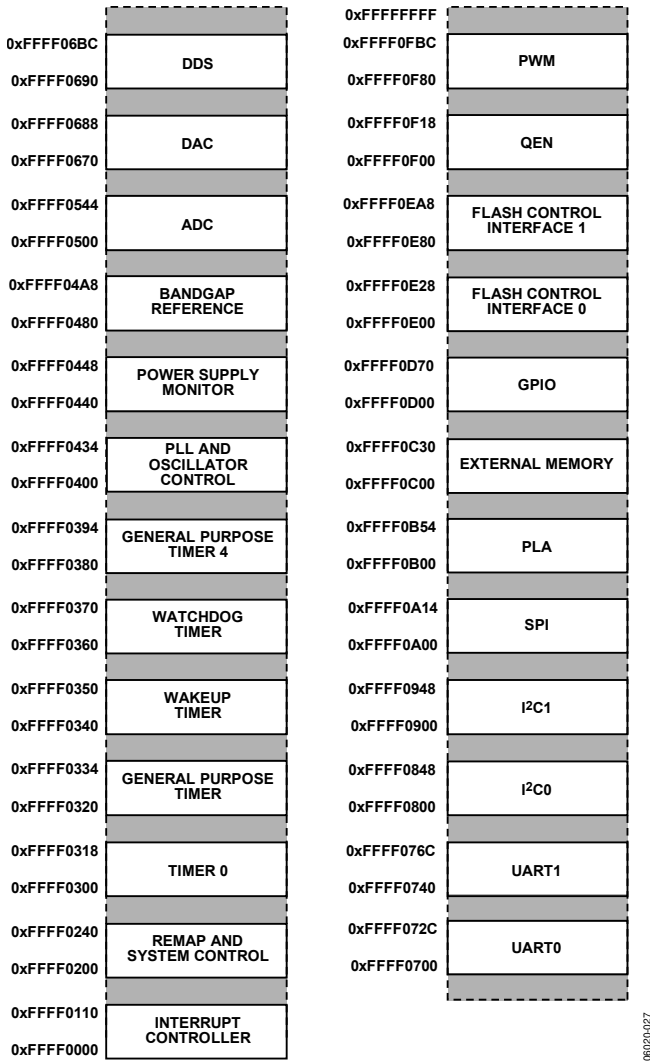 0xFFFF06BC
DDS
0xFFFF0690
0xFFFF0688
DAC
0xFFFF0670
0xFFFF0544
ADC
0xFFFF0500
0xFFFF04A8
BANDGAP
REFERENCE
0xFFFF0480
0xFFFF0448
POWER SUPPLY
MONITOR
0xFFFF0440
0xFFFF0434
PLL AND
OSCILLATOR
CONTROL
0xFFFF0400
0xFFFF0394
GENERAL PURPOSE
TIMER 4
0xFFFF0380
0xFFFF0370
WATCHDOG
TIMER
0xFFFF0360
0xFFFF0350
WAKEUP
TIMER
0xFFFF0340
0xFFFF0334
GENERAL PURPOSE
TIMER
0xFFFF0320
0xFFFF0318
TIMER 0
0xFFFF0300
0xFFFF0240
REMAP AND
SYSTEM CONTROL
0xFFFF0200
0xFFFF0110
INTERRUPT
CONTROLLER
0xFFFF0000
0xFFFFFFFF
0xFFFF0FBC
PWM
0xFFFF0F80
0xFFFF0F18
QEN
0xFFFF0F00
0xFFFF0EA8
FLASH CONTROL
INTERFACE 1
0xFFFF0E80
0xFFFF0E28
FLASH CONTROL
INTERFACE 0
0xFFFF0E00
0xFFFF0D70
GPIO
0xFFFF0D00
0xFFFF0C30
EXTERNAL MEMORY
0xFFFF0C00
0xFFFF0B54
PLA
0xFFFF0B00
0xFFFF0A14
SPI
0xFFFF0A00
0xFFFF0948
I²C1
0xFFFF0900
0xFFFF0848
I²C0
0xFFFF0800
0xFFFF076C
UART1
0xFFFF0740
0xFFFF072C
UART0
0xFFFF0700
06020-027